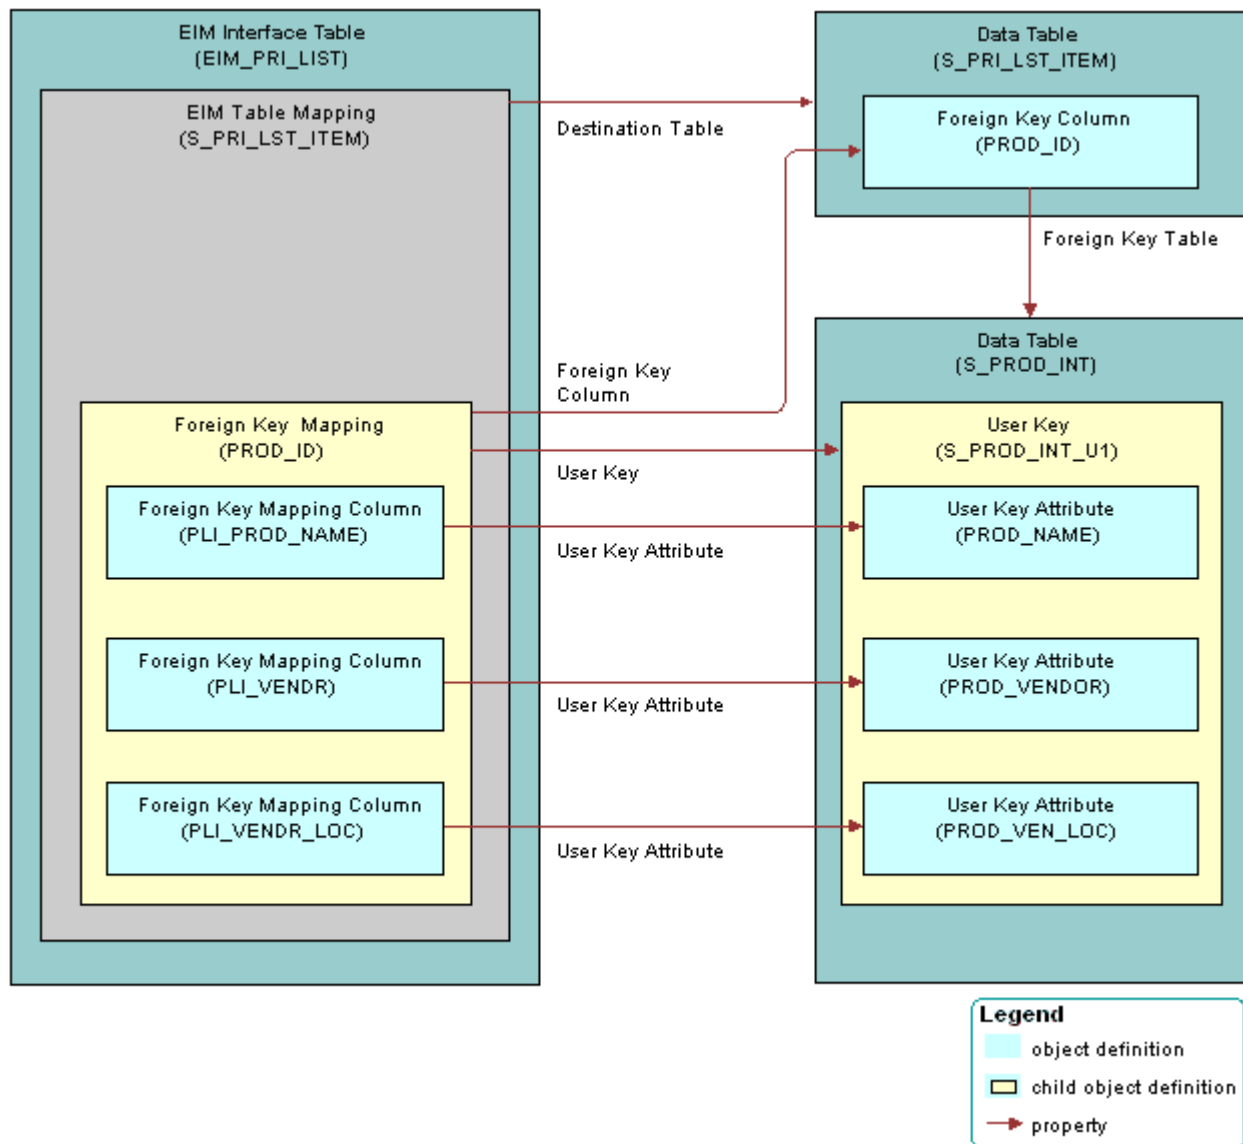 EIM Interface Table
(EIM_PRI_LIST)
EIM Table Mapping
(S_PRI_LST_ITEM)
Destination Table
Data Table
(S_PRI_LST_ITEM)
Foreign Key Column
(PROD_ID)
Foreign Key Table
Foreign Key
Column
Foreign Key Mapping
(PROD_ID)
User Key
Foreign Key Mapping Column
(PLI_PROD_NAME)
User Key Attribute
Foreign Key Mapping Column
(PLI_VENDR)
User Key Attribute
Foreign Key Mapping Column
(PLI_VENDR_LOC)
User Key Attribute
Data Table
(S_PROD_INT)
User Key
(S_PROD_INT_U1)
User Key Attribute
(PROD_NAME)
User Key Attribute
(PROD_VENDOR)
User Key Attribute
(PROD_VEN_LOC)
Legend
object definition
child object definition
property